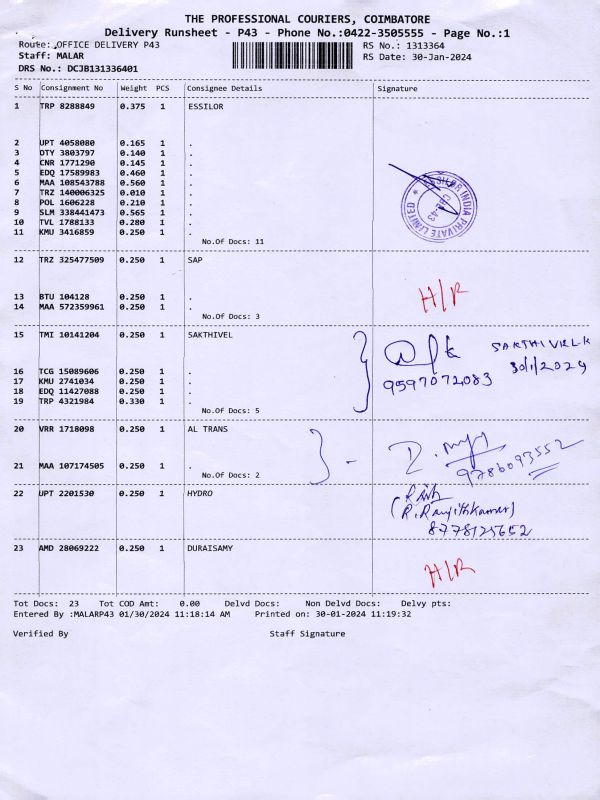 THE PROFESSIONAL COURIERS, COIMBATORE
Delivery Runsheet - P43 - Phone No.:0422-3505555 - Page No.:1
Route: OFFICE DELIVERY P43
RS No.: 1313364
Staff: MALAR
RS Date: 30-Jan-2024
DRS No.: DCJB131336401
S No Consignment No Weight PCS Consignee Details Signature
1 TRP 8288849 0.375 1 ESSILOR
2 UPT 4058080 0.165 1 .
3 DTY 3803797 0.140 1 .
4 CNR 1771290 0.145 1 .
5 EDQ 17589983 0.460 1 .
6 MAA 108543788 0.560 1 .
7 TRZ 140006325 0.010 1 .
8 POL 1606228 0.210 1 .
9 SLM 338441473 0.565 1 .
10 TVL 1788133 0.280 1 .
11 KMU 3416859 0.250 1 .
ESSILOR INDIA PRIVATE LIMITED
CBE-43
No.Of Docs: 11
12 TRZ 325477509 0.250 1 SAP
H/R
13 BTU 104128 0.250 1 .
14 MAA 572359961 0.250 1 .
No.Of Docs: 3
15 TMI 10141204 0.250 1 SAKTHIVEL
SAKTHIVEL K
30/1/2024
9597072083
16 TCG 15089606 0.250 1 .
17 KMU 2741034 0.250 1 .
18 EDQ 11427088 0.250 1 .
19 TRP 4321984 0.330 1 .
No.Of Docs: 5
20 VRR 1718098 0.250 1 AL TRANS
9786093552
21 MAA 107174505 0.250 1 .
No.Of Docs: 2
22 UPT 2201530 0.250 1 HYDRO
(R.Ranjithkumar)
8778125652
23 AMD 28069222 0.250 1 DURAISAMY
H/R
Tot Docs: 23 Tot COD Amt: 0.00 Delvd Docs: Non Delvd Docs: Delvy pts:
Entered By :MALARP43 01/30/2024 11:18:14 AM Printed on: 30-01-2024 11:19:32
Verified By Staff Signature